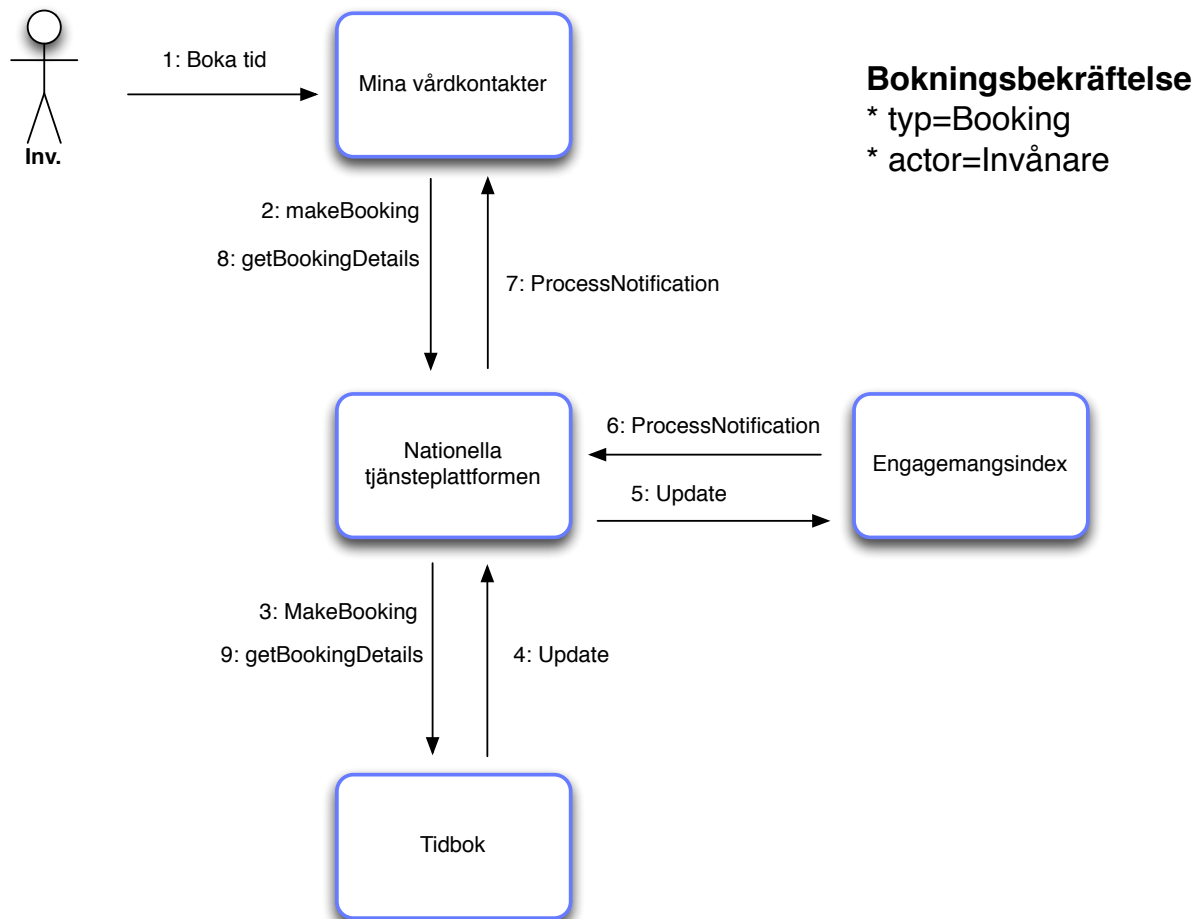 1: Boka tid
Inv.
Mina vårdkontakter
Bokningsbekräftelse
* typ=Booking
* actor=Invånare
2: makeBooking
8: getBookingDetails
7: ProcessNotification
Nationella
tjänsteplattformen
6: ProcessNotification
5: Update
Engagemangsindex
3: MakeBooking
9: getBookingDetails
4: Update
Tidbok